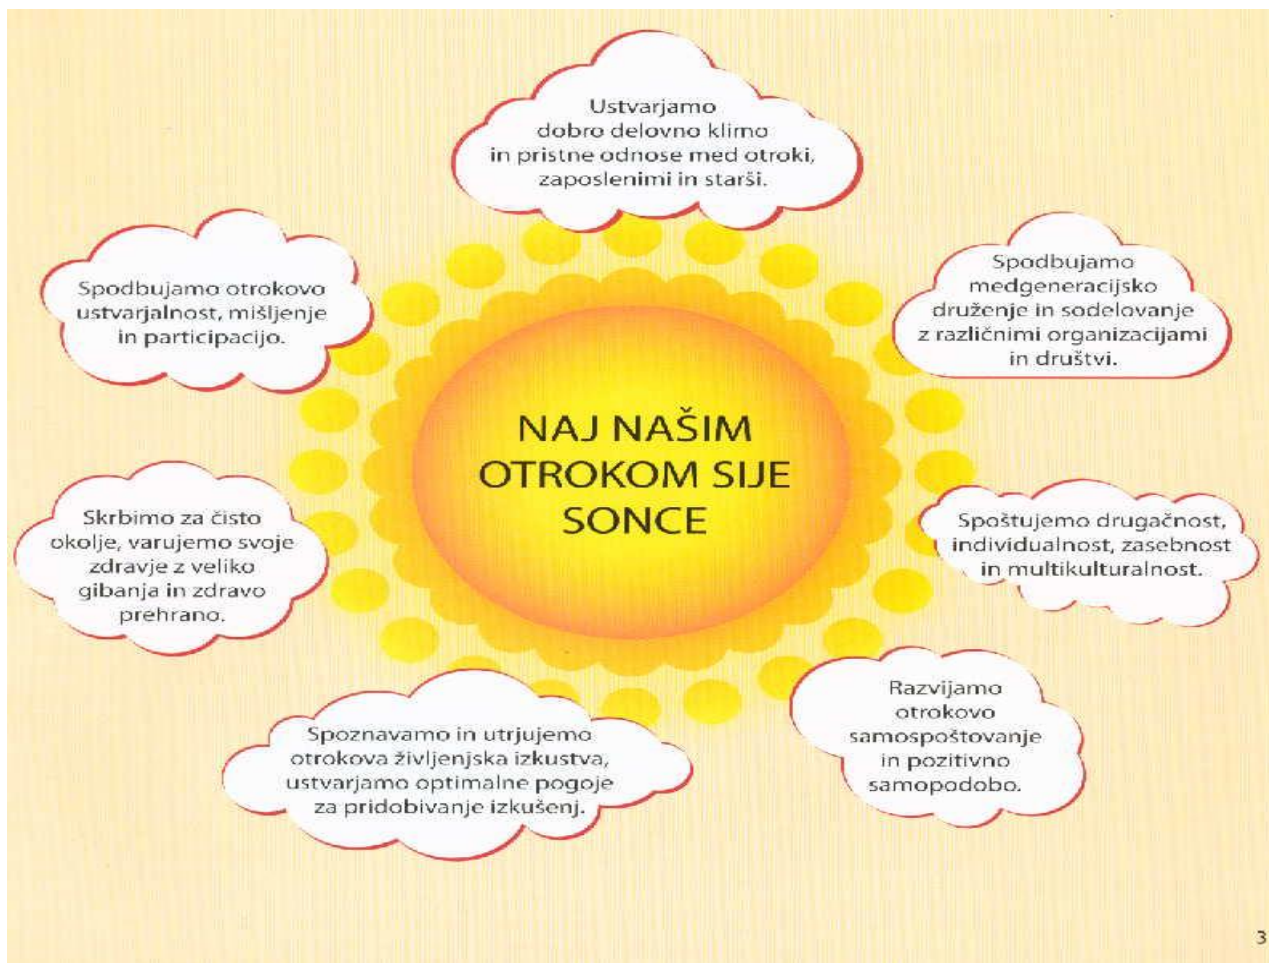 Ustvarjamo
dobro delovno klimo
in pristne odnose med otroki,
zaposlenimi in starši.
Spodbujamo
medgeneracijsko
druženje in sodelovanje
z različnimi organizacijami
in društvi.
Spoštujemo drugačnost,
individualnost, zasebnost
in multikulturalnost.
Razvijamo
otrokovo
samospoštovanje
in pozitivno
samopodobo.
Spoznavamo in utrjujemo
otrokova življenjska izkustva,
ustvarjamo optimalne pogoje
za pridobivanje izkušenj.
Skrbimo za čisto
okolje, varujemo svoje
zdravje z veliko
gibanja in zdravo
prehrano.
Spodbujamo otrokovo
ustvarjalnost, mišljenje
in participacijo.
NAJ NAŠIM
OTROKOM SIJE
SONCE
3